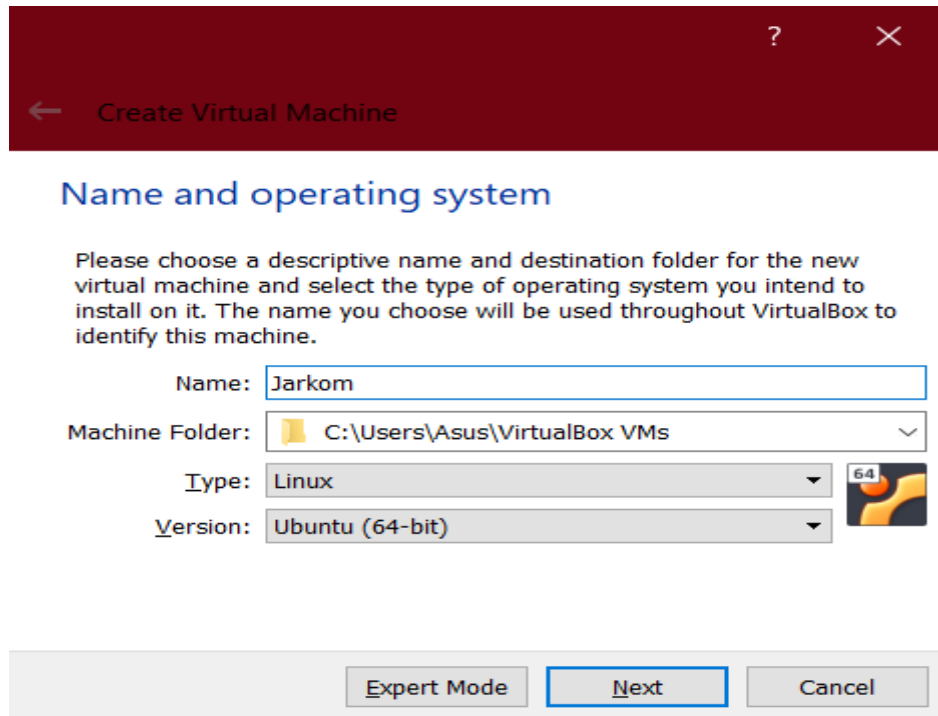 ?
Create Virtual Machine
Name and operating system
Please choose a descriptive name and destination folder for the new
virtual machine and select the type of operating system you intend to
install on it. The name you choose will be used throughout VirtualBox to
identify this machine.
Name: Jarkom
Machine Folder: C:\Users\Asus\VirtualBox VMs
Type: Linux
64
Version: Ubuntu (64-bit)
Expert Mode Next Cancel